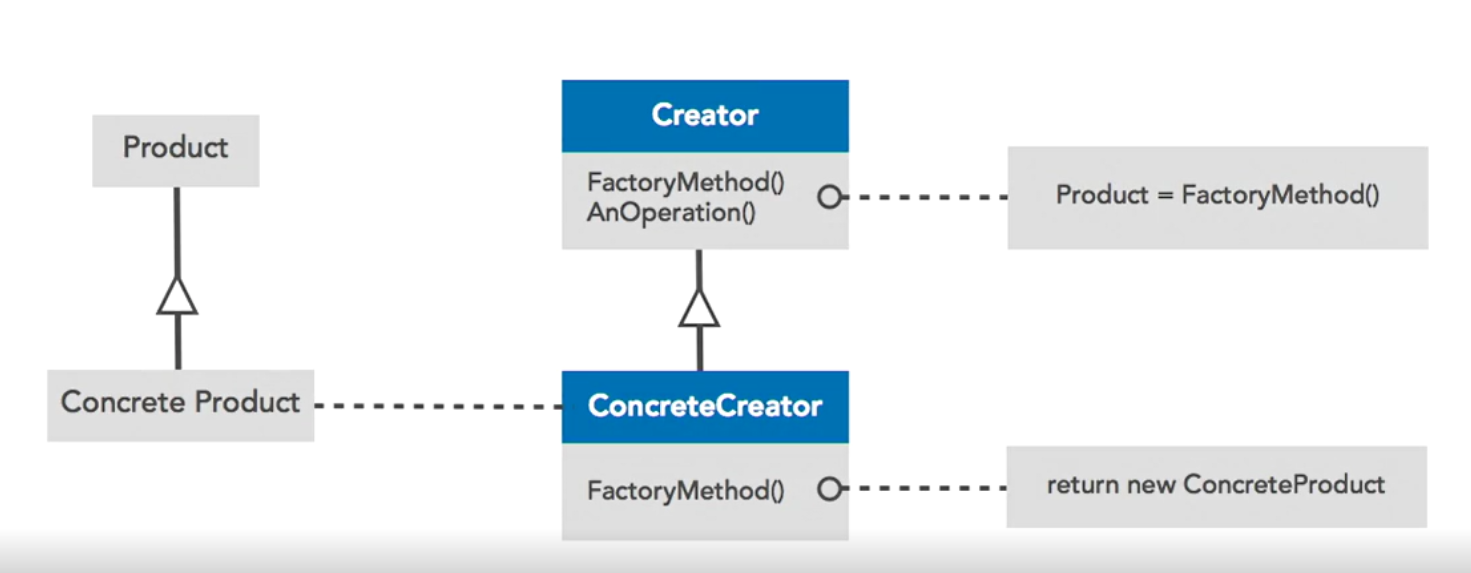 Product
Creator
FactoryMethod()
AnOperation()
Product = FactoryMethod()
Concrete Product
ConcreteCreator
FactoryMethod()
return new ConcreteProduct